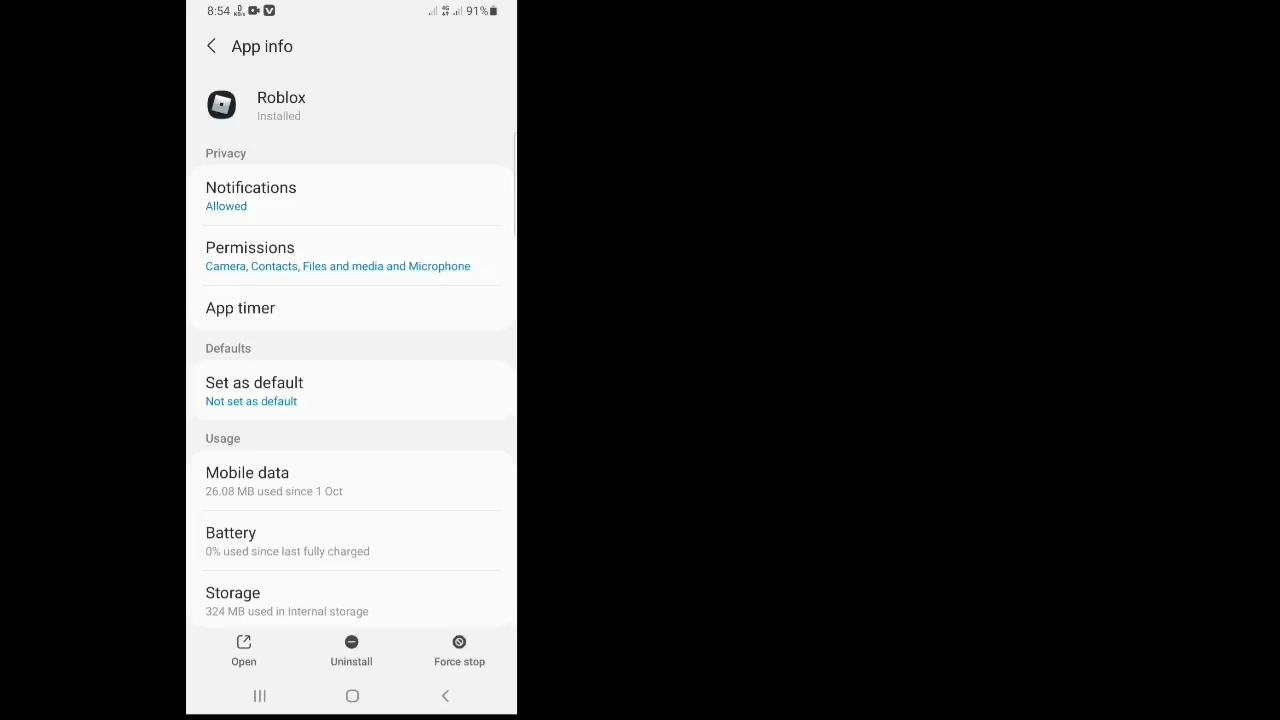 8:54 91%
App info
Roblox
Installed
Privacy
Notifications
Allowed
Permissions
Camera, Contacts, Files and media and Microphone
App timer
Defaults
Set as default
Not set as default
Usage
Mobile data
26.08 MB used since 1 Oct
Battery
0% used since last fully charged
Storage
324 MB used in Internal storage
Open Uninstall Force stop